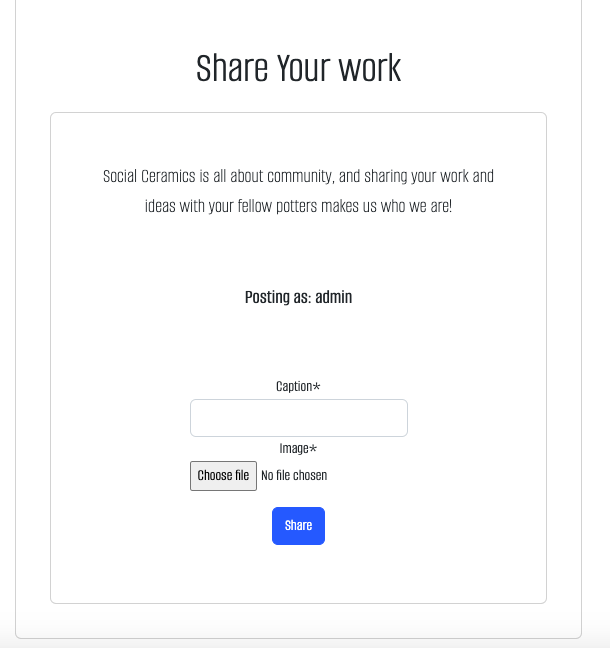 Share Your work
Social Ceramics is all about community, and sharing your work and
ideas with your fellow potters makes us who we are!
Posting as: admin
Caption*
Image*
Choose file No file chosen
Share